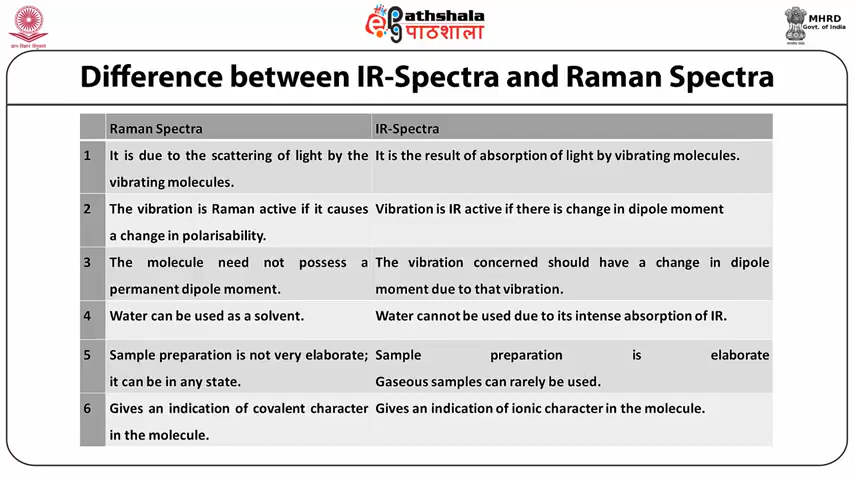 सत्यम्-शिवम्-सुन्दरम्
Pathshala
पाठशाला
MHRD
Govt. of India
Difference between IR-Spectra and Raman Spectra
Raman Spectra IR-Spectra
1 It is due to the scattering of light by the It is the result of absorption of light by vibrating molecules.
vibrating molecules.
2 The vibration is Raman active if it causes Vibration is IR active if there is change in dipole moment
a change in polarisability.
3 The molecule need not possess a The vibration concerned should have a change in dipole
permanent dipole moment. moment due to that vibration.
4 Water can be used as a solvent. Water cannot be used due to its intense absorption of IR.
5 Sample preparation is not very elaborate; Sample preparation is elaborate
it can be in any state. Gaseous samples can rarely be used.
6 Gives an indication of covalent character Gives an indication of ionic character in the molecule.
in the molecule.